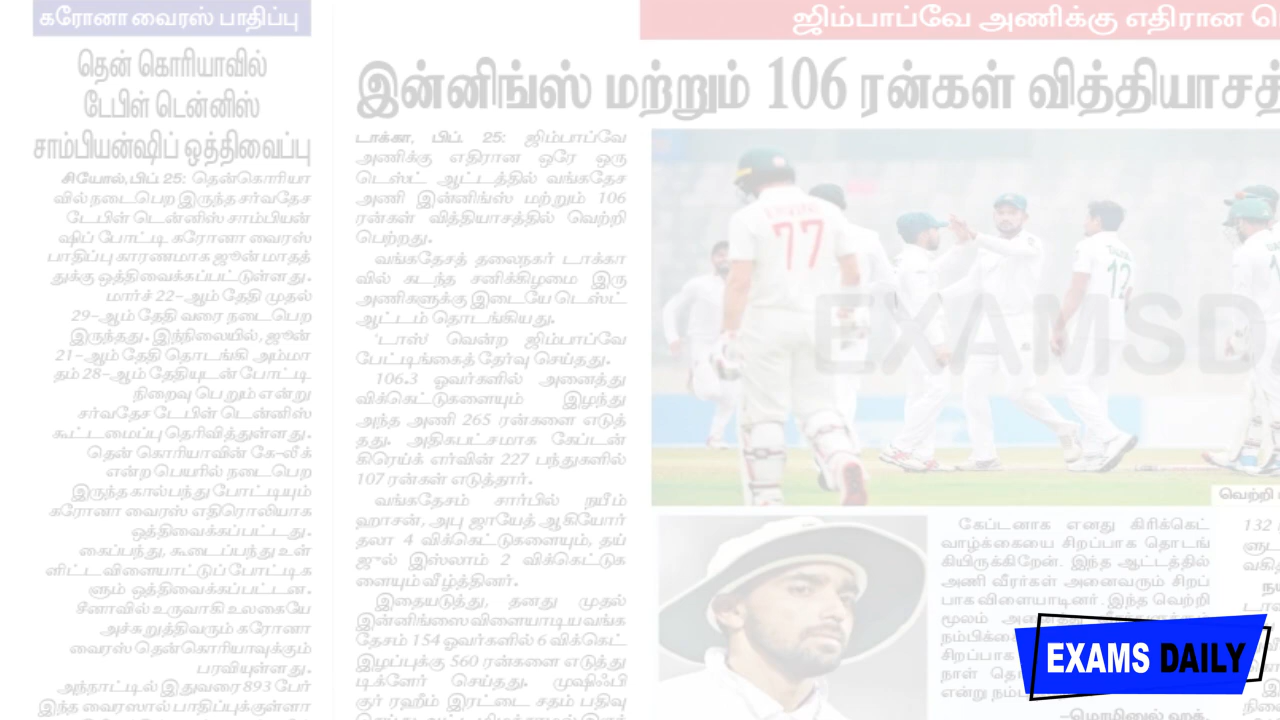 கரோனா வைரஸ் பாதிப்பு
தென் கொரியாவில்
டேபிள் டென்னிஸ்
சாம்பியன்ஷிப் ஒத்திவைப்பு
சியோல்,பிப் 25: தென்கொரியா
வில் நடைபெற இருந்த சர்வதேச
டேபிள் டென்னிஸ் சாம்பியன்
ஷிப் போட்டி கரோனா வைரஸ்
பாதிப்பு காரணமாக ஜூன் மாதத்
துக்கு ஒத்திவைக்கப்பட்டுள்ளது.
மார்ச் 22-ஆம் தேதி முதல்
29-ஆம் தேதி வரை நடைபெற
இருந்தது. இந்நிலையில், ஜூன்
21-ஆம் தேதி தொடங்கி அம்மா
தம் 28-ஆம் தேதியுடன் போட்டி
நிறைவு பெறும் என்று
சர்வதேச டேபிள் டென்னிஸ்
கூட்டமைப்பு தெரிவித்துள்ளது.
தென் கொரியாவின் கே-லீக்
என்ற பெயரில் நடைபெற
இருந்த கால்பந்து போட்டியும்
கரோனா வைரஸ் எதிரொலியாக
ஒத்திவைக்கப்பட்டது.
கைப்பந்து, கூடைப்பந்து உள்
ளிட்ட விளையாட்டுப் போட்டிக
ளும் ஒத்திவைக்கப்பட்டன.
சீனாவில் உருவாகி உலகையே
அச்சுறுத்திவரும் கரோனா
வைரஸ் தென்கொரியாவுக்கும்
பரவியுள்ளது.
அந்நாட்டில் இதுவரை 893 பேர்
இந்த வைரஸால் பாதிப்புக்குள்ளா
ஜிம்பாப்வே அணிக்கு எதிரான
இன்னிங்ஸ் மற்றும் 106 ரன்கள் வித்தியாசத்
டாக்கா, பிப் 25: ஜிம்பாப்வே
அணிக்கு எதிரான ஒரே ஒரு
டெஸ்ட் ஆட்டத்தில் வங்கதேச
அணி இன்னிங்ஸ் மற்றும் 106
ரன்கள் வித்தியாசத்தில் வெற்றி
பெற்றது.
வங்கதேசத் தலைநகர் டாக்கா
வில் கடந்த சனிக்கிழமை இரு
அணிகளுக்கு இடையே டெஸ்ட்
ஆட்டம் தொடங்கியது.
'டாஸ்' வென்ற ஜிம்பாப்வே
பேட்டிங்கைத் தேர்வு செய்தது.
106.3 ஓவர்களில் அனைத்து
விக்கெட்டுகளையும் இழந்து
அந்த அணி 265 ரன்களை எடுத்
தது. அதிகபட்சமாக கேப்டன்
கிரெய்க் எர்வின் 227 பந்துகளில்
107 ரன்கள் எடுத்தார்.
வங்கதேசம் சார்பில் நயீம்
ஹாசன், அபு ஜாயேத் ஆகியோர்
தலா 4 விக்கெட்டுகளையும், தய்
ஜுல் இஸ்லாம் 2 விக்கெட்டுக
ளையும் வீழ்த்தினர்.
இதையடுத்து, தனது முதல்
இன்னிங்ஸை விளையாடிய வங்க
தேசம் 154 ஓவர்களில் 6 விக்கெட்
இழப்புக்கு 560 ரன்களை எடுத்து
டிக்ளேர் செய்தது. முஷிஃபி
குர் ரஹீம் இரட்டை சதம் பதிவு
77
12
EXAMSD
வெற்றி
கேப்டனாக எனது கிரிக்கெட்
வாழ்க்கையை சிறப்பாக தொடங்
கியிருக்கிறேன். இந்த ஆட்டத்தில்
அணி வீரர்கள் அனைவரும் சிறப்
பாக விளையாடினர். இந்த வெற்றி
மூலம்
சிறப்பாக
நாள்
என்று
-மொமினுல் ஹக்.
132
EXAMS DAILY